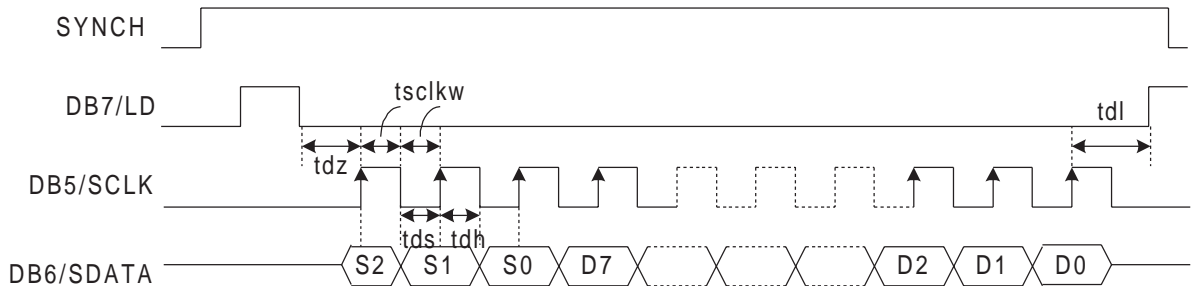 SYNCH
tsclkw
DB7/LD
tdl
tdz
DB5/SCLK
tds tdh
DB6/SDATA S2 S1 S0 D7 D2 D1 D0